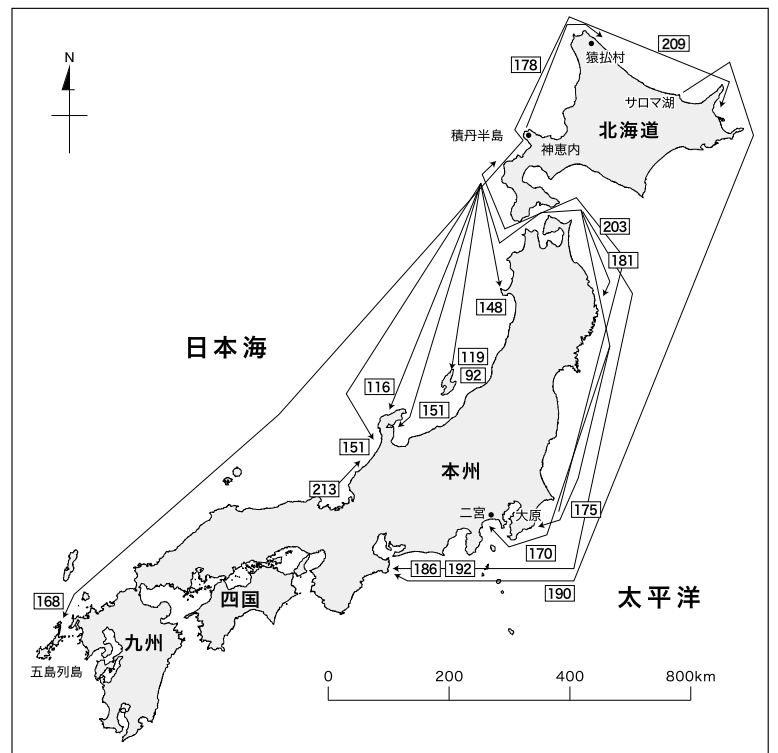 N
209
178
猿払村
サロマ湖
積丹半島
北海道
神恵内
203
181
148
日本海
119
92
116
151
151
本州
213
二宮
大原
175
170
186
192
168
190
四国
太平洋
九州
五島列島
0 200 400 800km